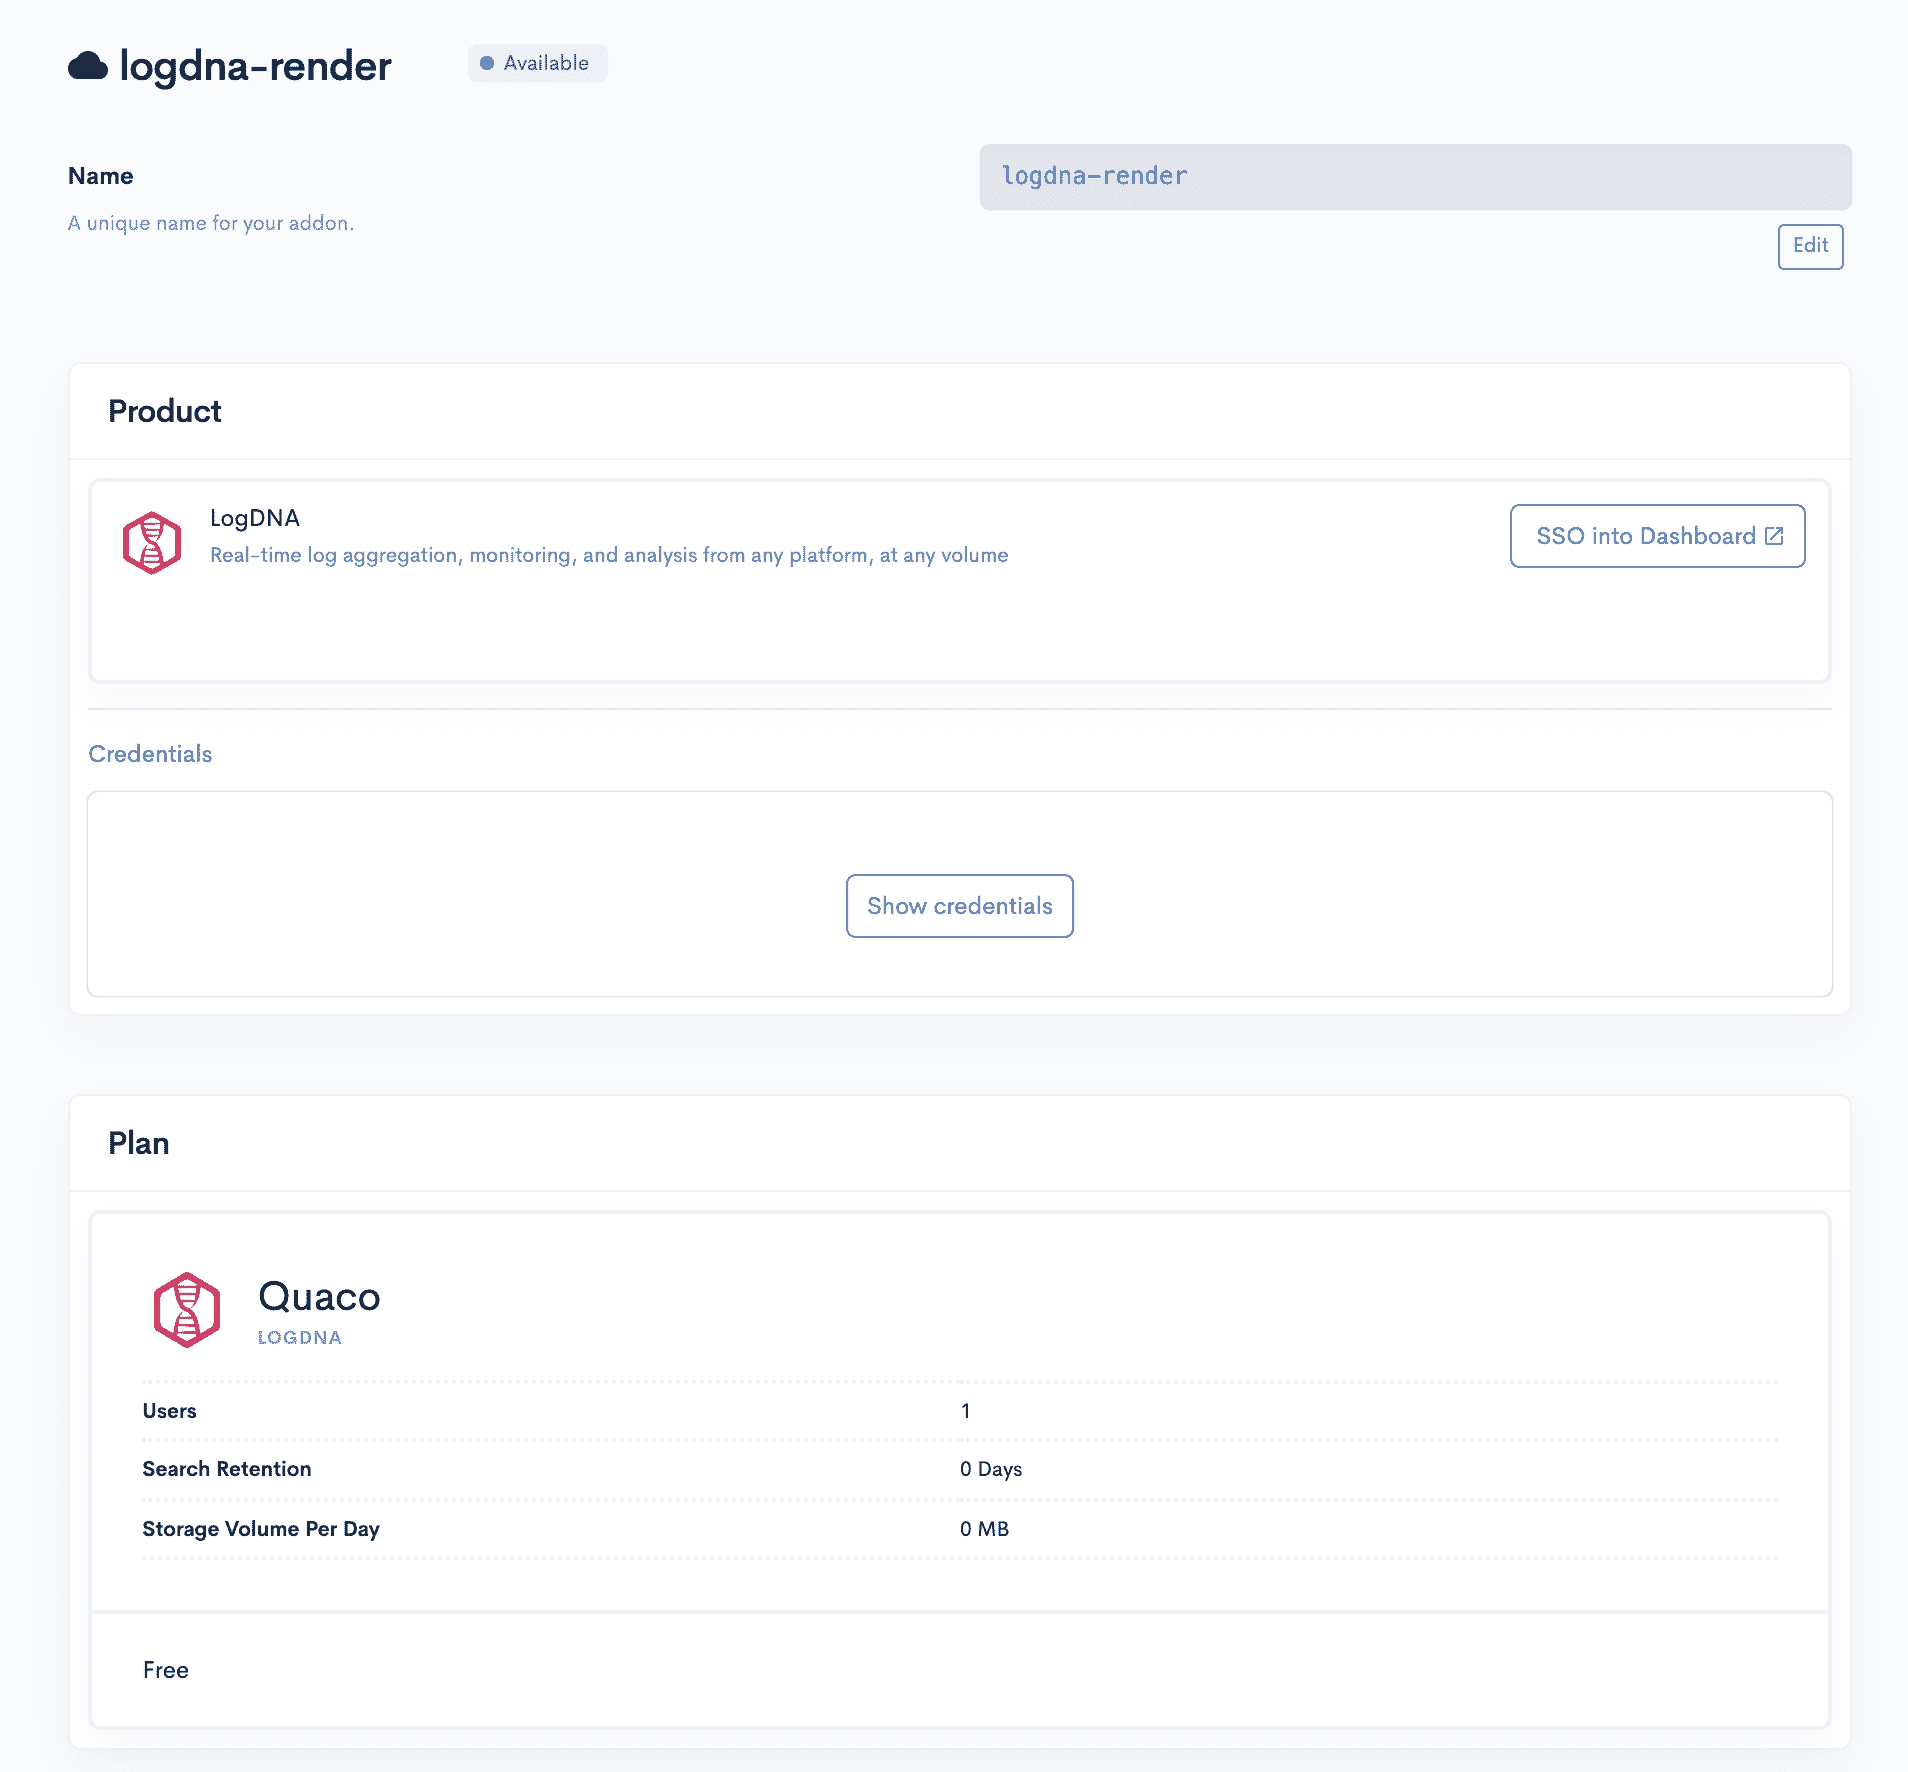 logdna-render
Available
Name
logdna-render
A unique name for your addon.
Edit
Product
LogDNA
Real-time log aggregation, monitoring, and analysis from any platform, at any volume
SSO into Dashboard
Credentials
Show credentials
Plan
Quaco
LOGDNA
Users 1
Search Retention 0 Days
Storage Volume Per Day 0 MB
Free